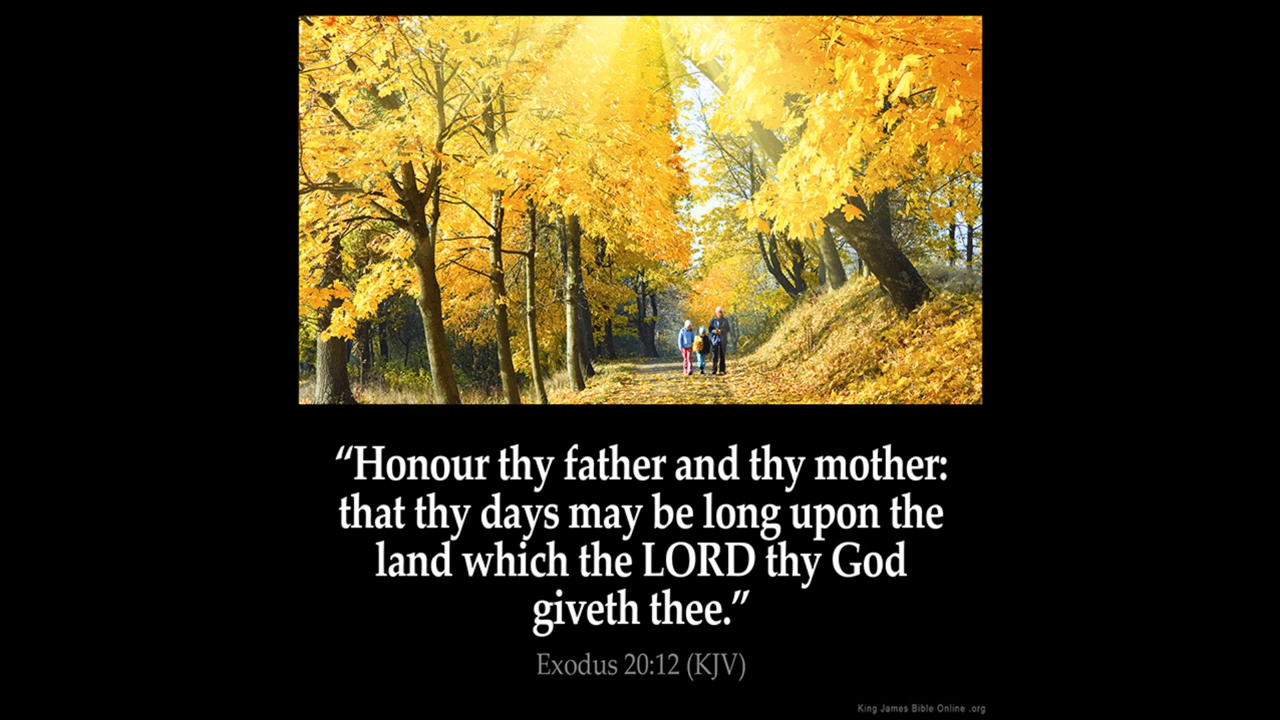 “Honour thy father and thy mother:
that thy days may be long upon the
land which the LORD thy God
giveth thee.”
Exodus 20:12 (KJV)
King James Bible Online .org